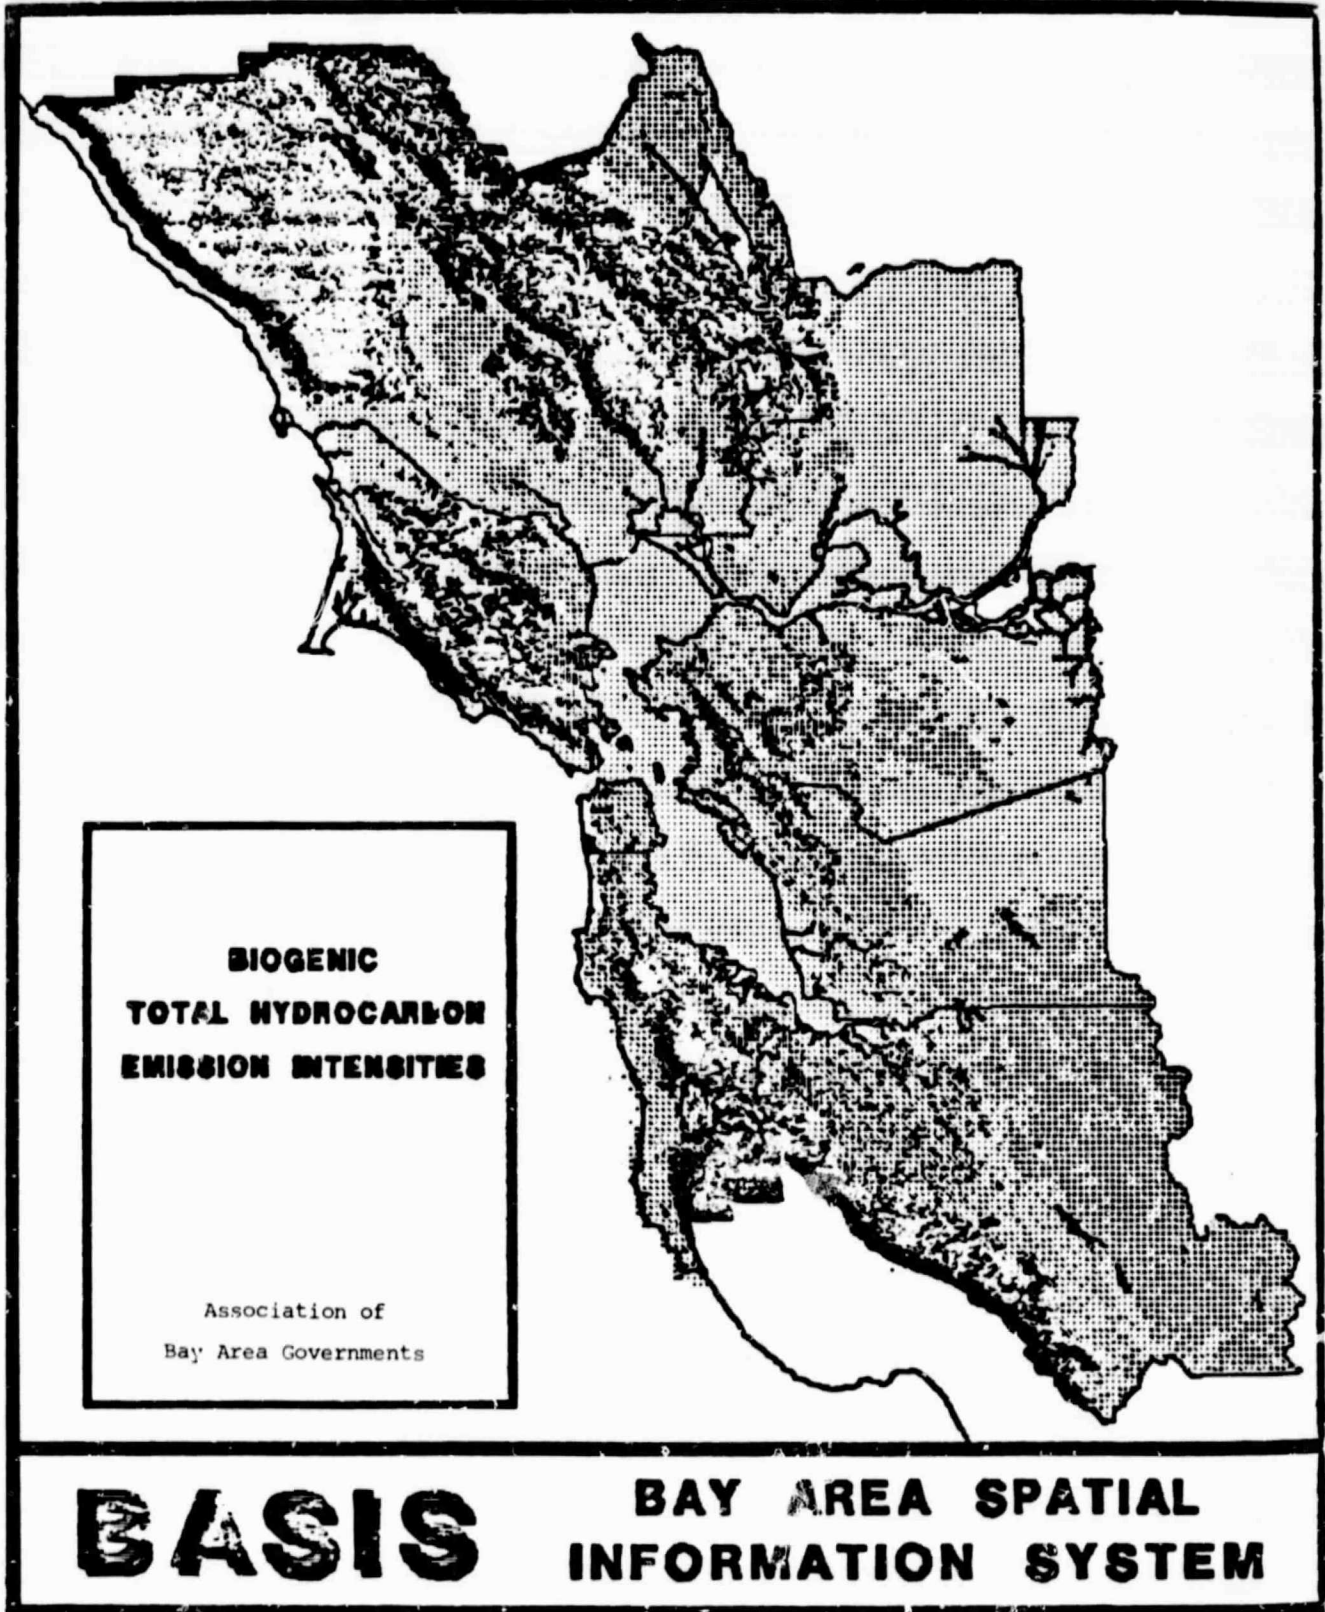 BIOGENIC
TOTAL HYDROCARBON
EMISSION INTENSITIES
Association of
Bay Area Governments
BASIS
BAY AREA SPATIAL
INFORMATION SYSTEM